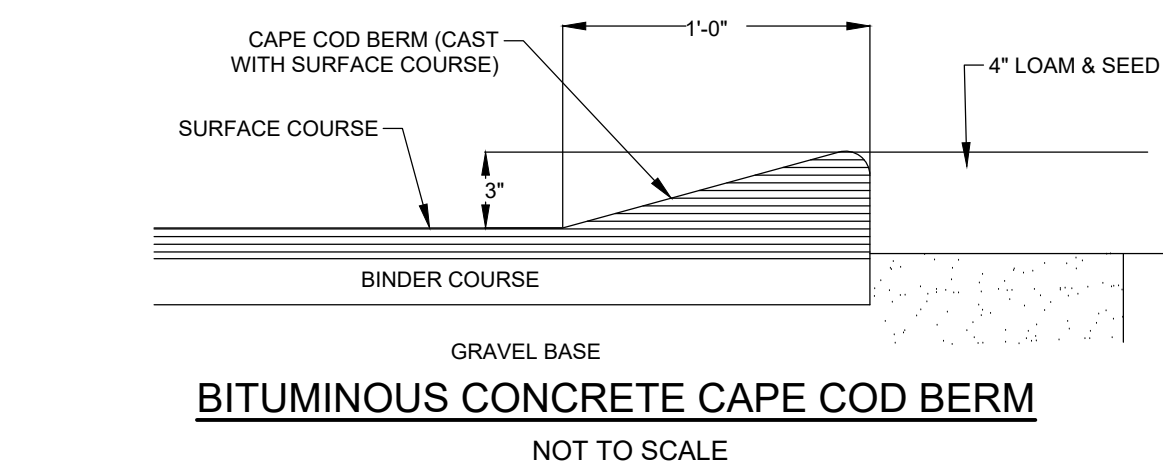 1'-0"
CAPE COD BERM (CAST
WITH SURFACE COURSE)
4" LOAM & SEED
SURFACE COURSE
3"
BINDER COURSE
GRAVEL BASE
BITUMINOUS CONCRETE CAPE COD BERM
NOT TO SCALE